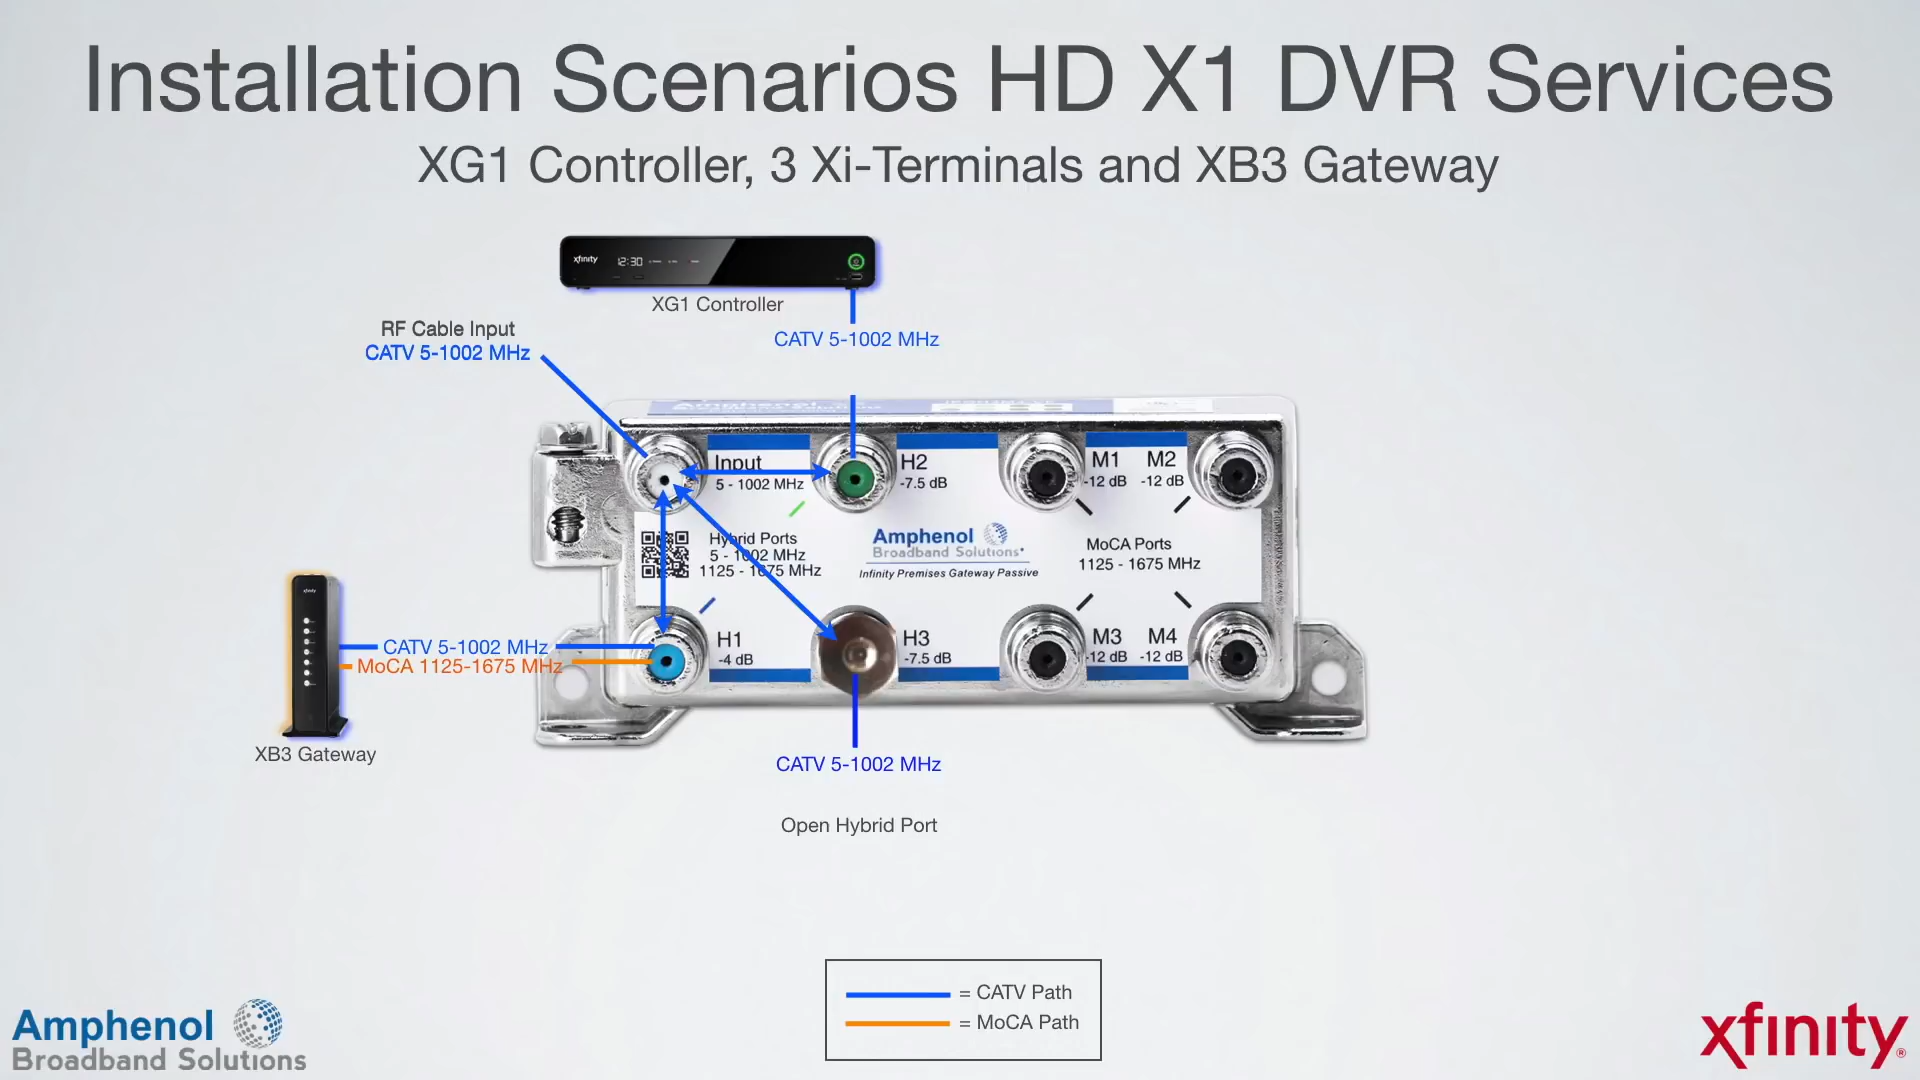 Installation Scenarios HD X1 DVR Services
XG1 Controller, 3 Xi-Terminals and XB3 Gateway
xfinity
12:30
XG1 Controller
CATV 5-1002 MHz
RF Cable Input
CATV 5-1002 MHz
Input
5 - 1002 MHz
H2
-7.5 dB
M1
-12 dB
M2
-12 dB
Hybrid Ports
5 - 1002 MHz
1125 - 1675 MHz
Amphenol
Broadband Solutions
Infinity Premises Gateway Passive
MoCA Ports
1125 - 1675 MHz
H1
-4 dB
H3
-7.5 dB
M3
-12 dB
M4
-12 dB
xfinity
CATV 5-1002 MHz
MoCA 1125-1675 MHz
XB3 Gateway
CATV 5-1002 MHz
Open Hybrid Port
= CATV Path
= MoCA Path
Amphenol
Broadband Solutions
xfinity®